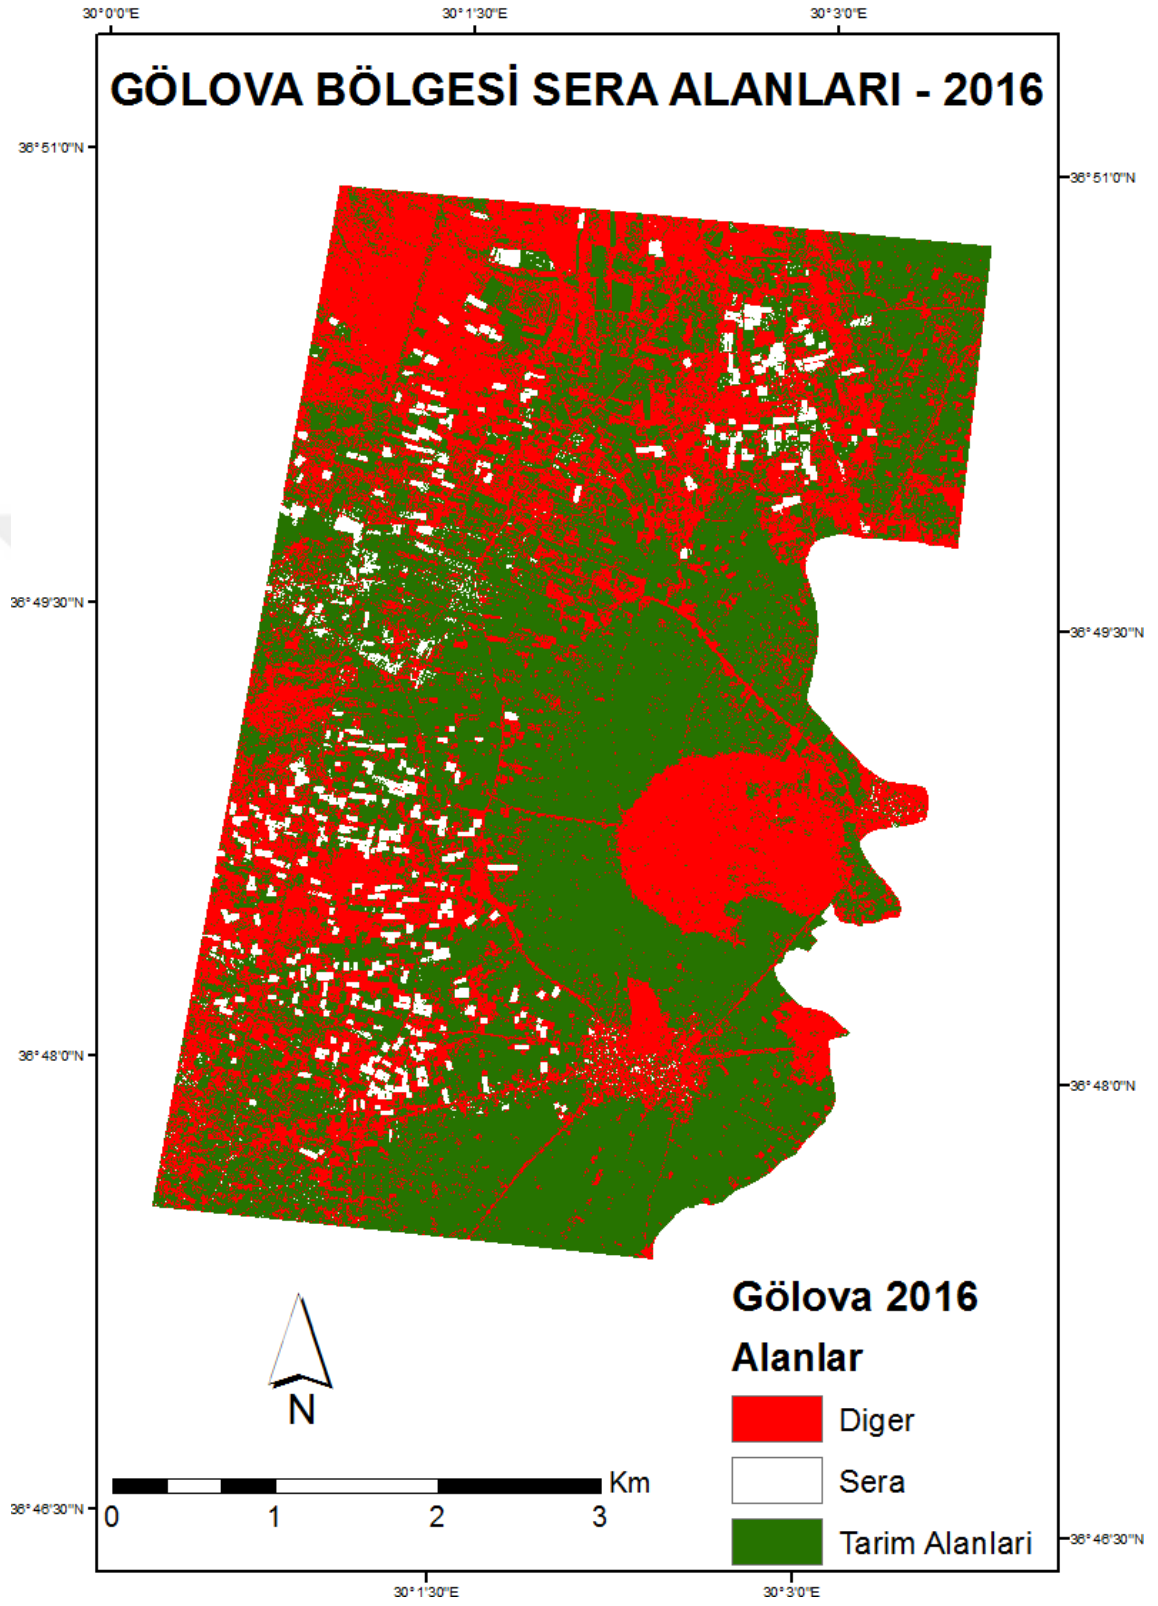 30°0'0"E 30°1'30"E 30°3'0"E
GÖLOVA BÖLGESİ SERA ALANLARI - 2016
36°51'0"N
36°51'0"N
36°49'30"N
36°49'30"N
36°48'0"N
36°48'0"N
Gölova 2016
Alanlar
N
Diger
Sera
Km
36°46'30"N
0 1 2 3
Tarim Alanlari
36°46'30"N
30°1'30"E 30°3'0"E